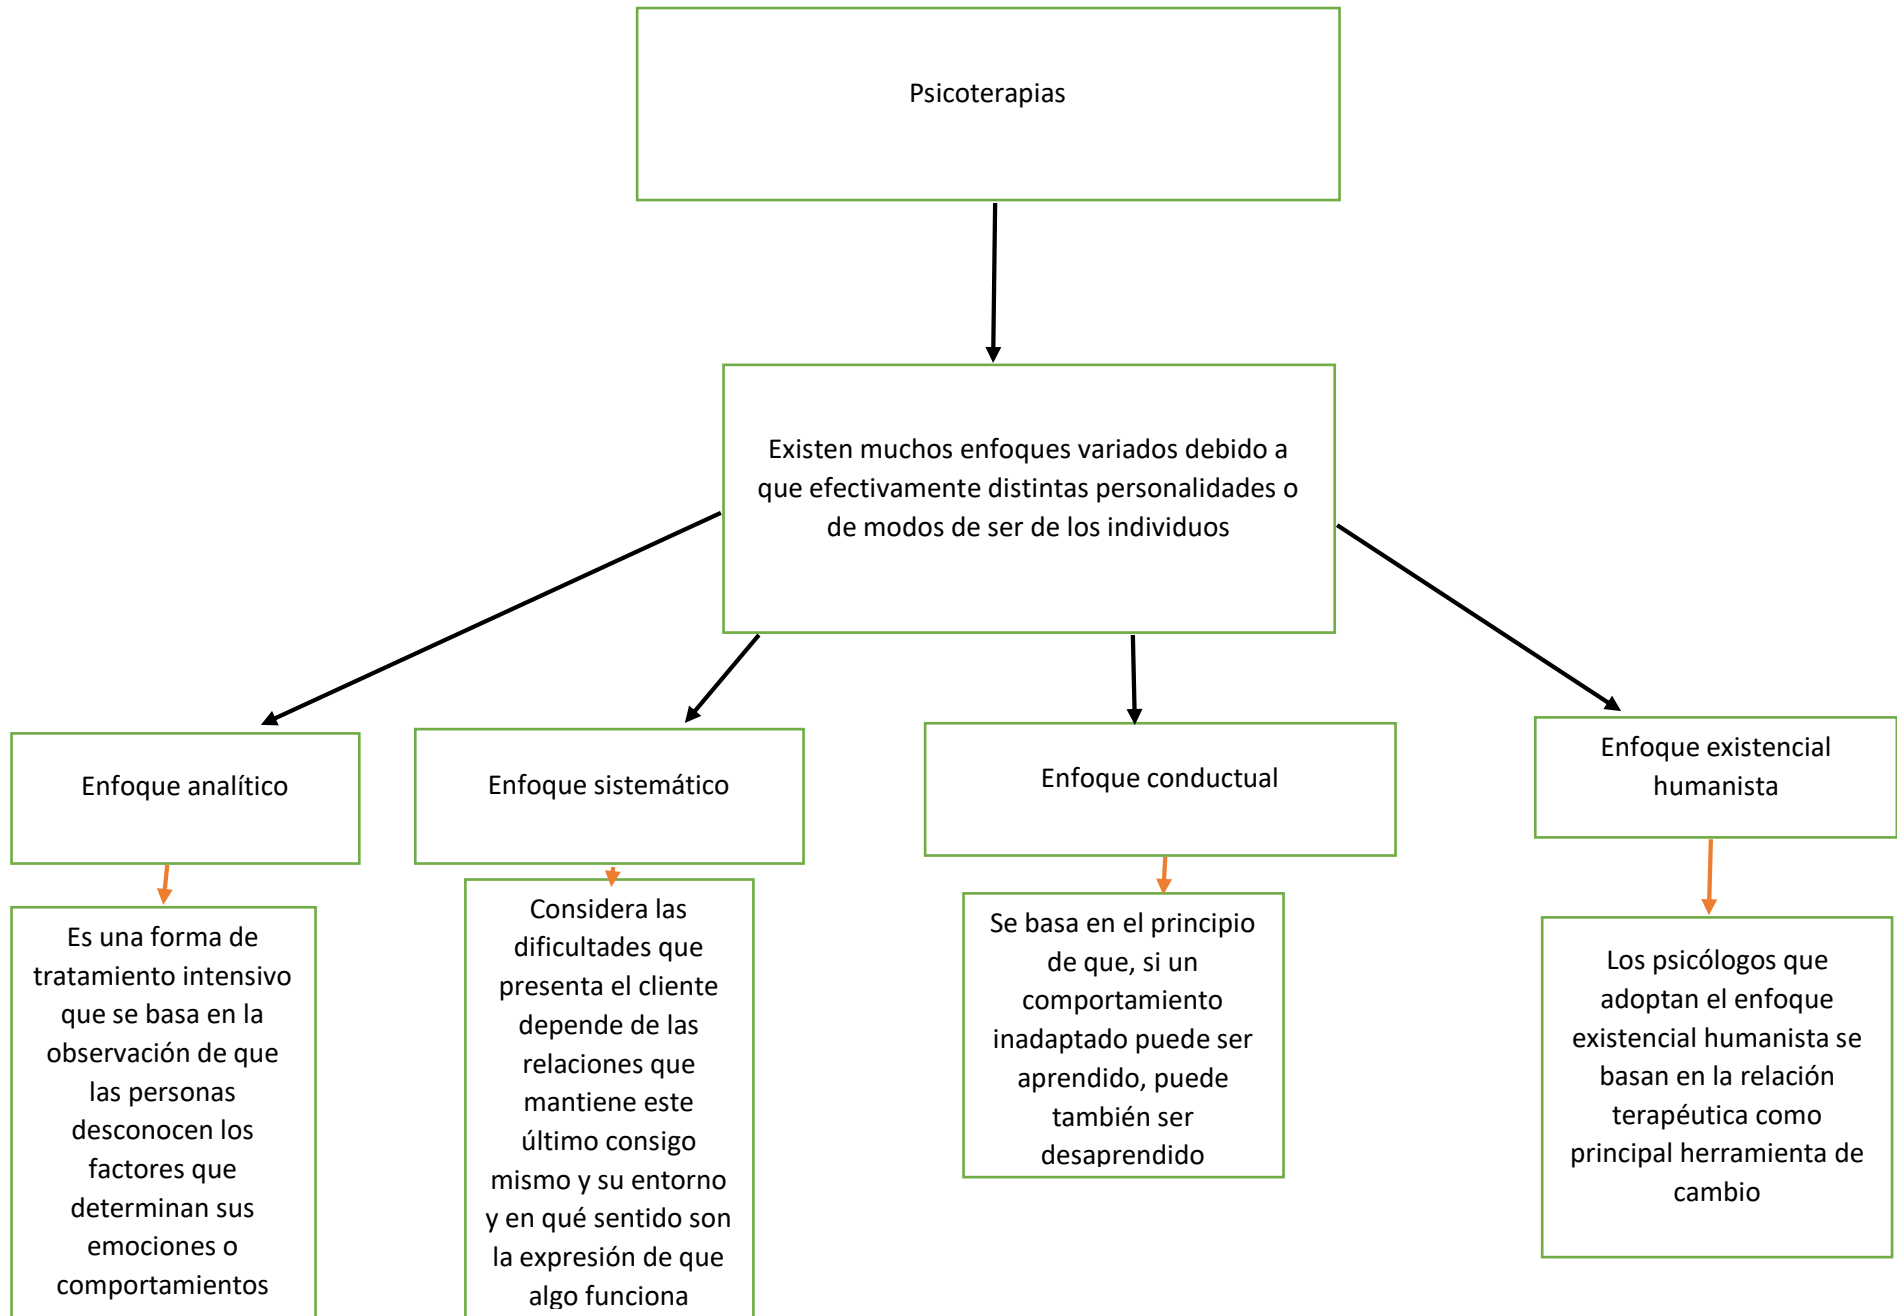 Psicoterapias
Existen muchos enfoques variados debido a
que efectivamente distintas personalidades o
de modos de ser de los individuos
Enfoque analítico
Enfoque sistemático
Enfoque conductual
Enfoque existencial
humanista
Es una forma de
tratamiento intensivo
que se basa en la
observación de que
las personas
desconocen los
factores que
determinan sus
emociones o
comportamientos
Considera las
dificultades que
presenta el cliente
depende de las
relaciones que
mantiene este
último consigo
mismo y su entorno
y en qué sentido son
la expresión de que
algo funciona
Se basa en el principio
de que, si un
comportamiento
inadaptado puede ser
aprendido, puede
también ser
desaprendido
Los psicólogos que
adoptan el enfoque
existencial humanista se
basan en la relación
terapéutica como
principal herramienta de
cambio